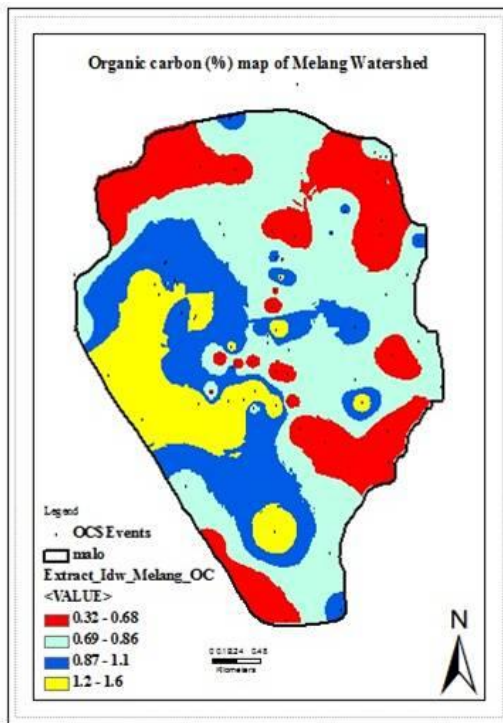 Organic carbon (%) map of Melang Watershed
Legend
OCS Events
malo
Extract_Idw_Melang_OC
<VALUE>
0.32 - 0.68
0.69 - 0.86
0.87 - 1.1
1.2 - 1.6
Kilometers
N